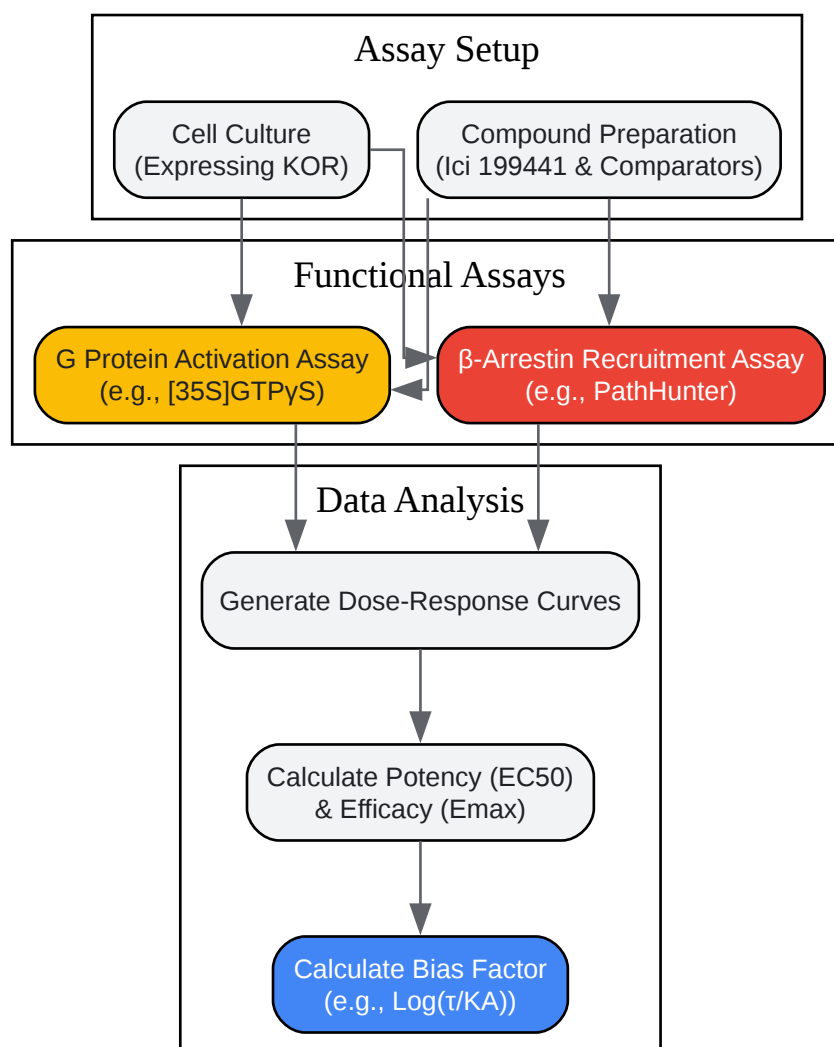 Assay Setup
Cell Culture
(Expressing KOR)
Compound Preparation
(Ici 199441 & Comparators)
Functional Assays
G Protein Activation Assay
(e.g., [35S]GTPγS)
β-Arrestin Recruitment Assay
(e.g., PathHunter)
Data Analysis
Generate Dose-Response Curves
Calculate Potency (EC50)
& Efficacy (Emax)
Calculate Bias Factor
(e.g., Log(τ/KA))